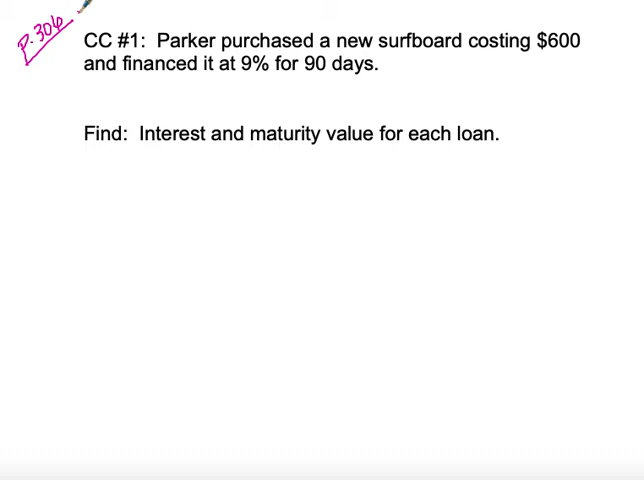 P. 306
CC #1:  Parker purchased a new surfboard costing $600
and financed it at 9% for 90 days.
Find:  Interest and maturity value for each loan.